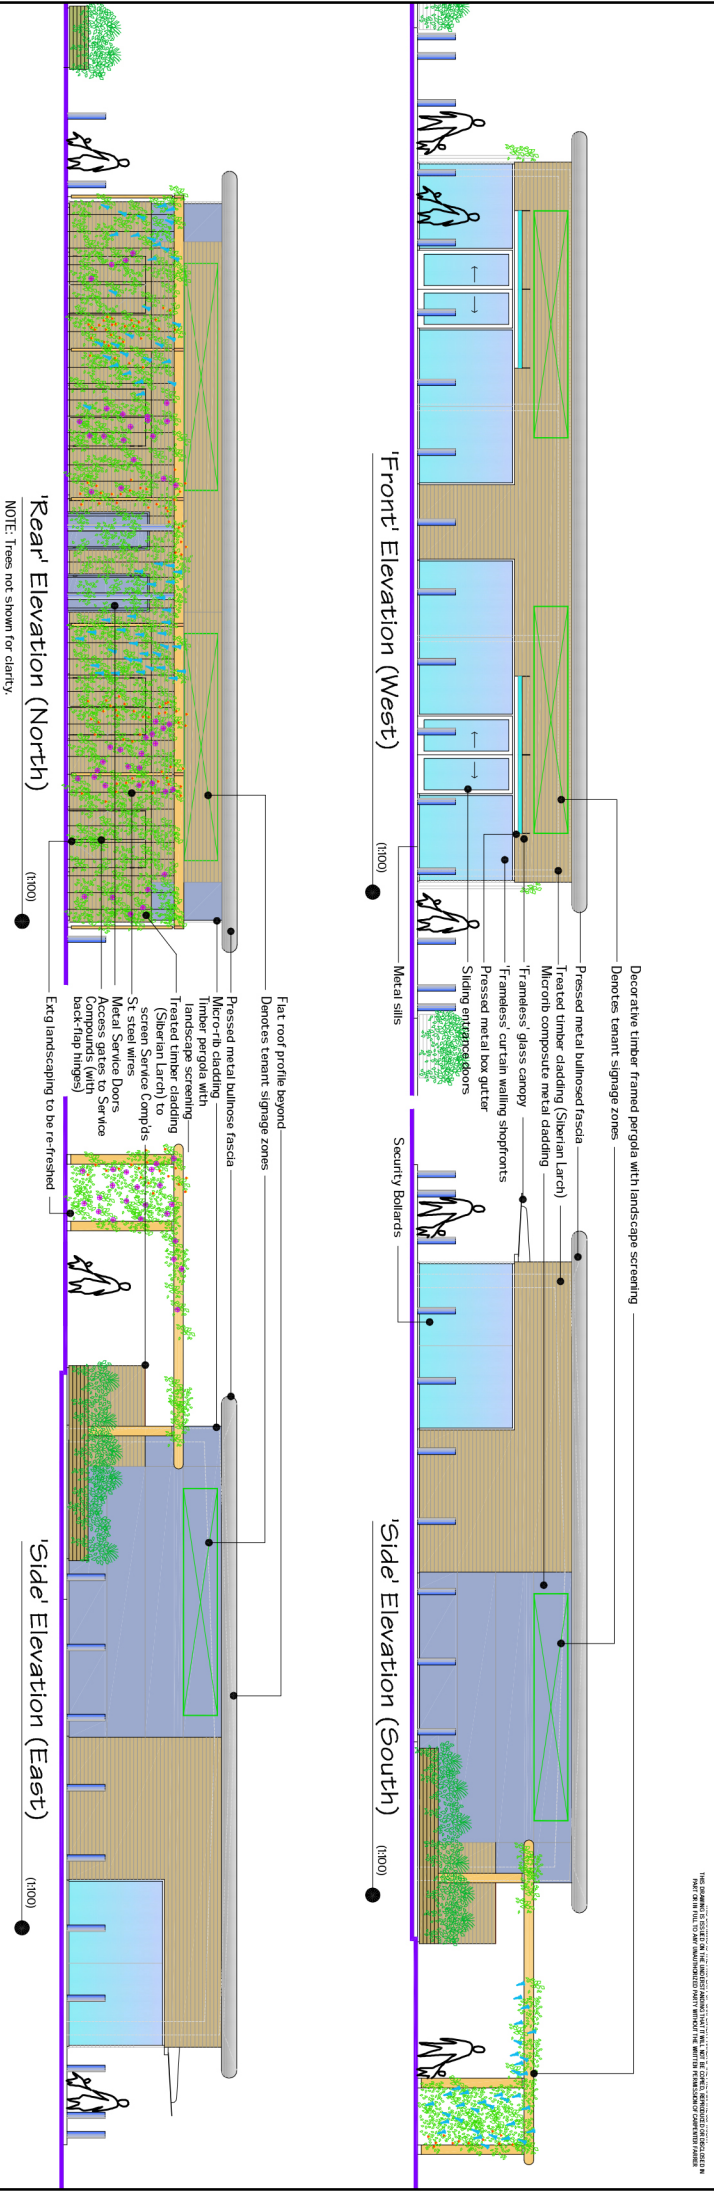 THIS DRAWING IS ISSUED ON THE UNDERSTANDING THAT IT WILL NOT BE COPIED, REPRODUCED OR DISCLOSED IN
PART OR IN FULL TO ANY UNAUTHORIZED PARTY WITHOUT THE WRITTEN PERMISSION OF CARPENTER FARRER
Decorative timber framed pergola with landscape screening
Denotes tenant signage zones
Pressed metal bullnosed fascia
Treated timber cladding (Siberian Larch)
Microrib composute metal cladding
'Frameless' glass canopy
'Frameless' curtain walling shopfronts
Pressed metal box gutter
Sliding entrance doors
Metal sills
Security Bollards
'Front' Elevation (West)
(1:100)
'Side' Elevation (South)
(1:100)
Flat roof profile beyond
Denotes tenant signage zones
Pressed metal bullnose fascia
Micro-rib cladding
Timber pergola with
landscape screening
Treated timber cladding
(Siberian Larch) to
screen Service Comp'ds
St. steel wires
Metal Service Doors
Access gates to Service
Compounds (with
back-flap hinges)
Extg landscaping to be re-freshed
'Rear' Elevation (North)
(1:100)
NOTE: Trees not shown for clarity.
'Side' Elevation (East)
(1:100)